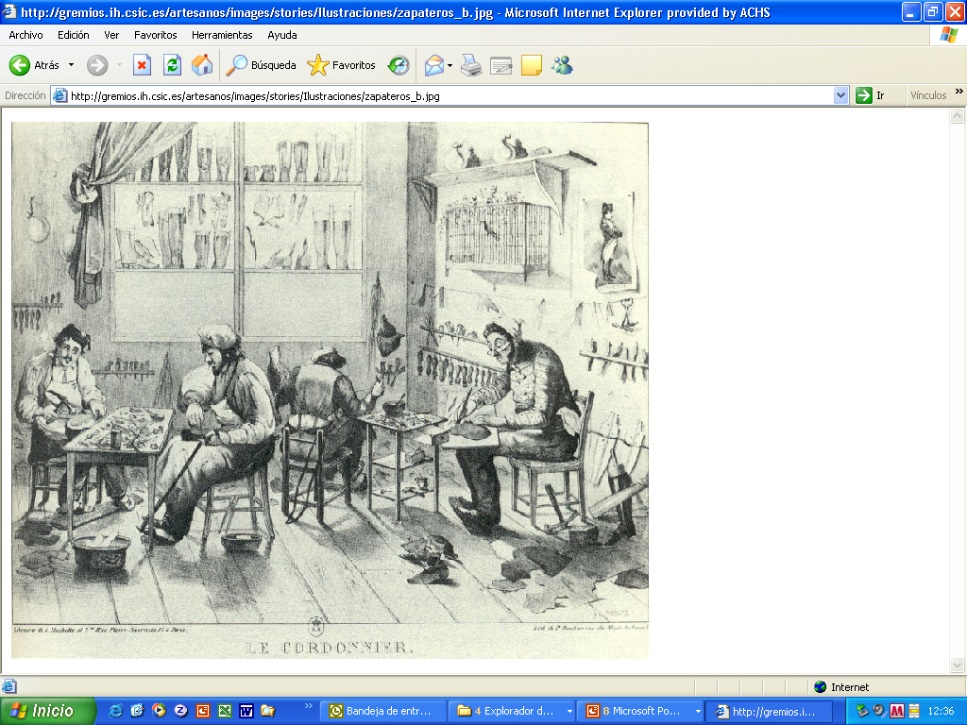 http://gremios.ih.csic.es/artesanos/images/stories/Ilustraciones/zapateros_b.jpg - Microsoft Internet Explorer provided by ACHS
Archivo Edición Ver Favoritos Herramientas Ayuda
Atrás Búsqueda Favoritos
Dirección http://gremios.ih.csic.es/artesanos/images/stories/Ilustraciones/zapateros_b.jpg Ir Vínculos »
LE CORDONNIER.
Internet
Inicio » Bandeja de entr... 4 Explorador d... 8 Microsoft Po... http://gremios.i... 12:36